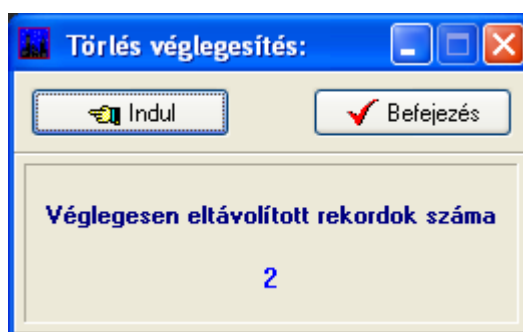 Törlés véglegesítés:
Indul Befejezés
Véglegesen eltávolított rekordok száma
2